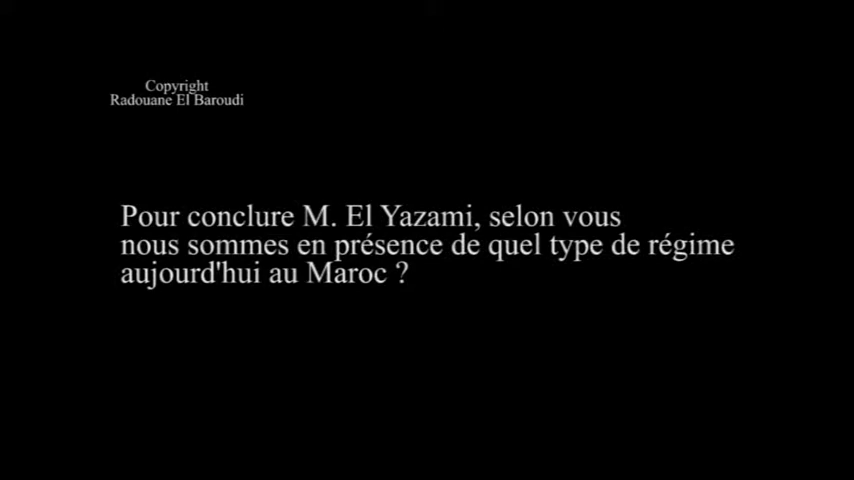 Copyright
Radouane El Baroudi
Pour conclure M. El Yazami, selon vous
nous sommes en présence de quel type de régime
aujourd'hui au Maroc ?